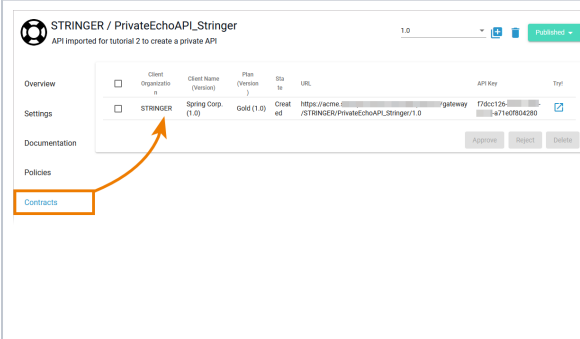 STRINGER / PrivateEchoAPI_Stringer
API imported for tutorial 2 to create a private API
1.0
Published
Overview
Settings
Documentation
Policies
Contracts
Client Organizatio n
Client Name (Version)
Plan (Version )
Sta te
URL
API Key
Try!
STRINGER
Spring Corp. (1.0)
Gold (1.0)
Creat ed
https://acme. /gateway
/STRINGER/PrivateEchoAPI_Stringer/1.0
f7dcc126- -
-a71e0f804280
Approve
Reject
Delete